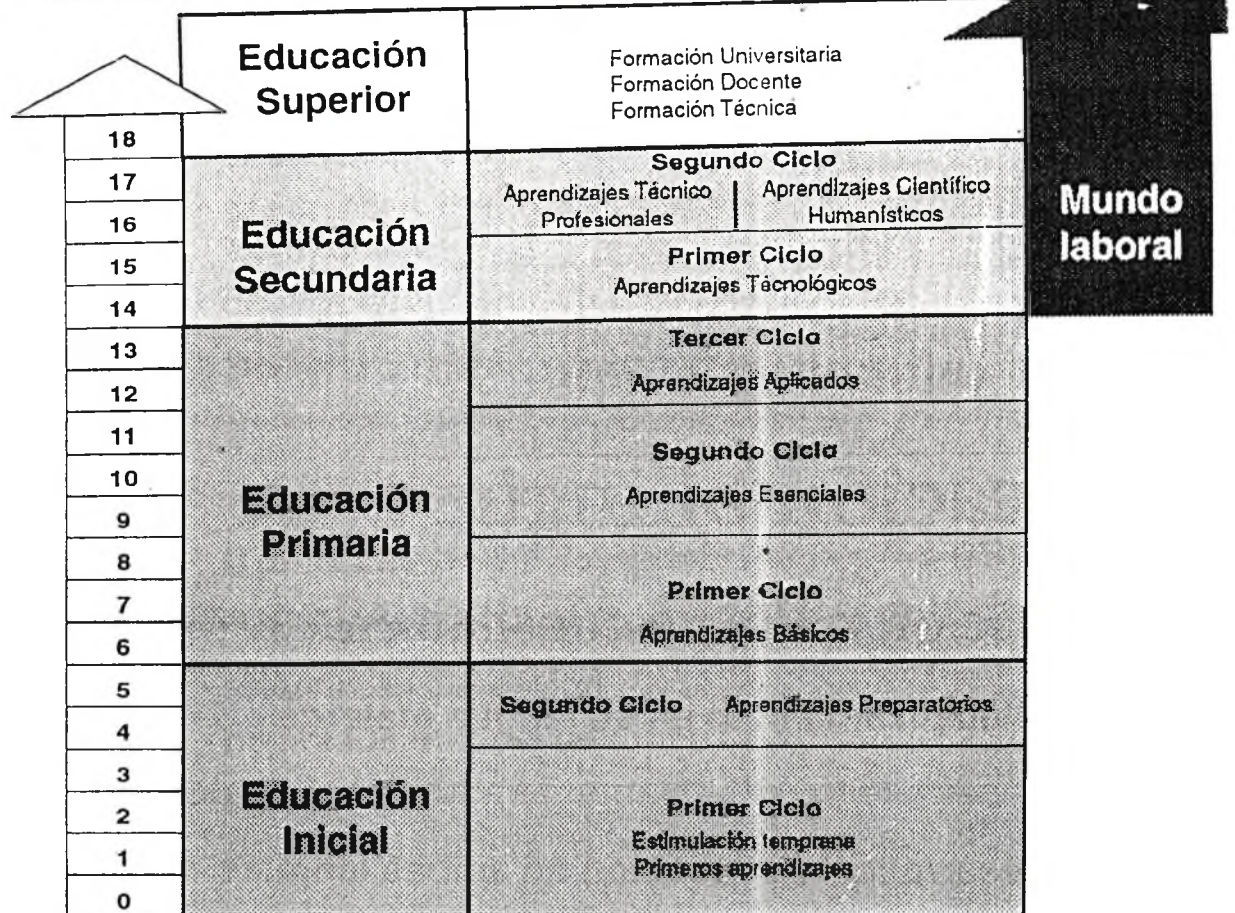 Educación
Superior
Formación Universitaria
Formación Docente
Formación Técnica
18
17
16
15
14
Educación
Secundaria
Segundo Ciclo
Aprendizajes Técnico
Profesionales
Aprendizajes Científico
Humanísticos
Primer Ciclo
Aprendizajes Tecnológicos
Mundo
laboral
13
12
11
10
9
8
7
6
Educación
Primaria
Tercer Ciclo
Aprendizajes Aplicados
Segundo Ciclo
Aprendizajes Esenciales
Primer Ciclo
Aprendizajes Básicos
5
4
3
2
1
0
Educación
Inicial
Segundo Ciclo Aprendizajes Preparatorios
Primer Ciclo
Estimulación temprana
Primeros aprendizajes